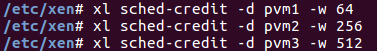 /etc/xen# xl sched-credit -d pvm1 -w 64
/etc/xen# xl sched-credit -d pvm2 -w 256
/etc/xen# xl sched-credit -d pvm3 -w 512